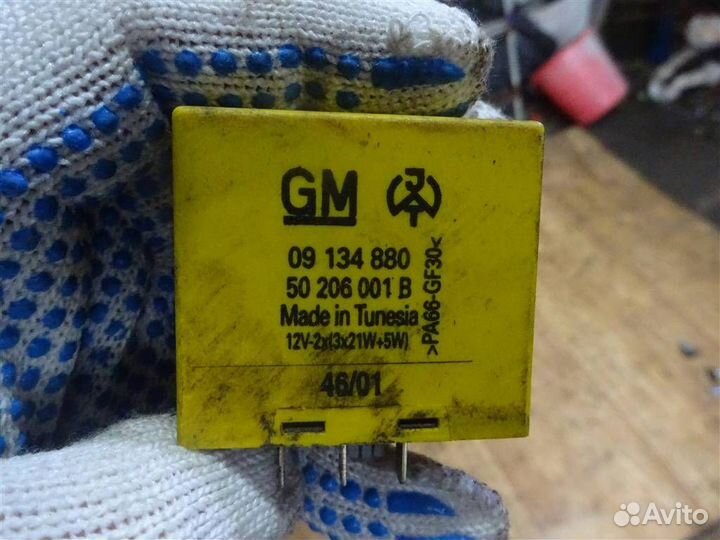 GM
09 134 880
50 206 001 B
Made in Tunesia
12V-2x(3x21W+5W)
>PA66-GF30<
46/01
Avito